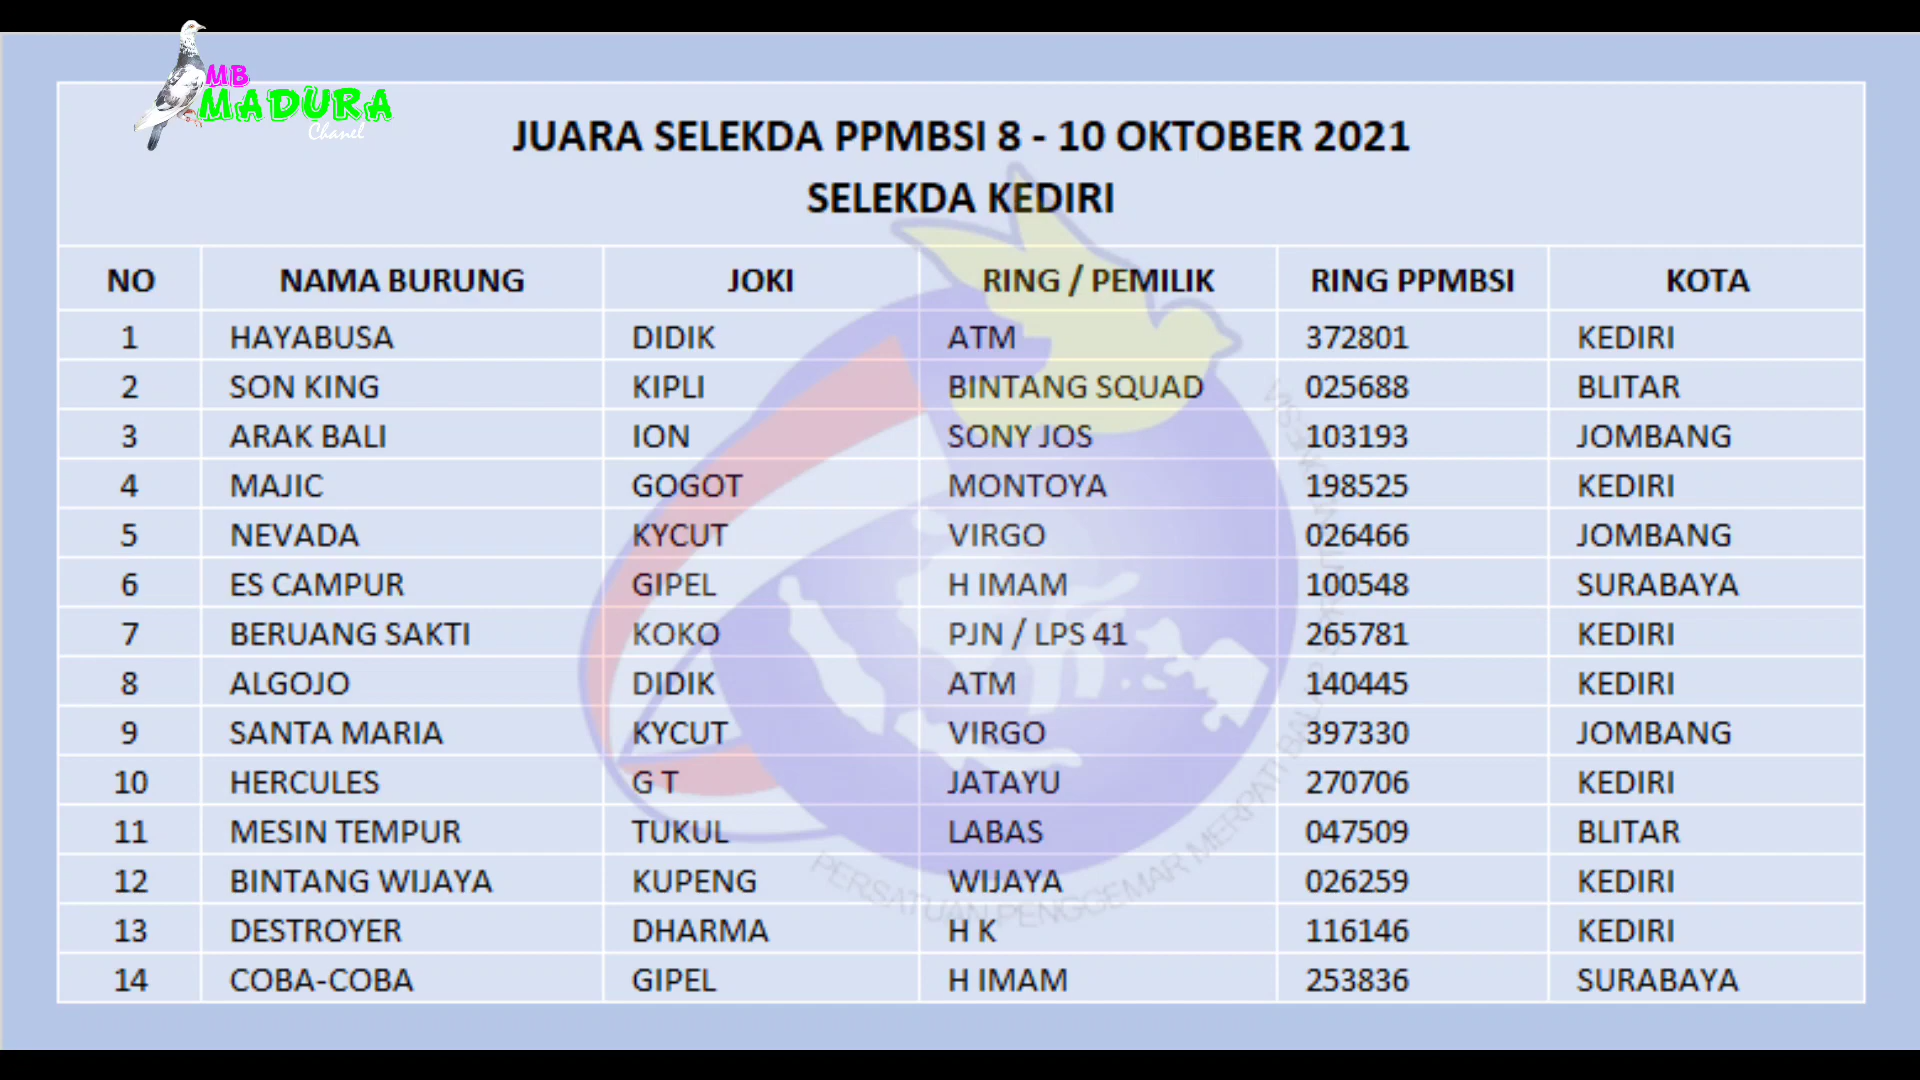 MB
MADURA
Chanel
JUARA SELEKDA PPMBSI 8 - 10 OKTOBER 2021
SELEKDA KEDIRI
NO NAMA BURUNG JOKI RING / PEMILIK RING PPMBSI KOTA
1 HAYABUSA DIDIK ATM 372801 KEDIRI
2 SON KING KIPLI BINTANG SQUAD 025688 BLITAR
3 ARAK BALI ION SONY JOS 103193 JOMBANG
4 MAJIC GOGOT MONTOYA 198525 KEDIRI
5 NEVADA KYCUT VIRGO 026466 JOMBANG
6 ES CAMPUR GIPEL H IMAM 100548 SURABAYA
7 BERUANG SAKTI KOKO PJN / LPS 41 265781 KEDIRI
8 ALGOJO DIDIK ATM 140445 KEDIRI
9 SANTA MARIA KYCUT VIRGO 397330 JOMBANG
10 HERCULES G T JATAYU 270706 KEDIRI
11 MESIN TEMPUR TUKUL LABAS 047509 BLITAR
12 BINTANG WIJAYA KUPENG WIJAYA 026259 KEDIRI
13 DESTROYER DHARMA H K 116146 KEDIRI
14 COBA-COBA GIPEL H IMAM 253836 SURABAYA
PERSATUAN PENGGEMAR MERPATI BALAP